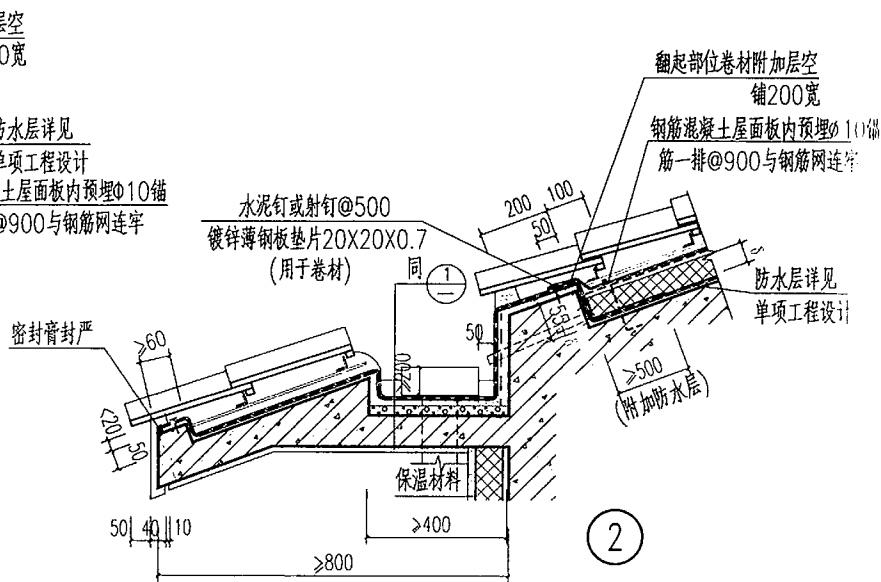 层空
0宽
防水层详见
单项工程设计
土屋面板内预埋Φ10锚
@900与钢筋网连牢
翻起部位卷材附加层空
铺200宽
钢筋混凝土屋面板内预埋Φ10锚
筋一排@900与钢筋网连牢
水泥钉或射钉@500
镀锌薄钢板垫片20X20X0.7
(用于卷材)
同
1
200
100
50
δ
防水层详见
单项工程设计
密封膏封严
≥60
50
55
≥200
≥500
(附加防水层)
<20
50
保温材料
50
40
10
≥400
≥800
2